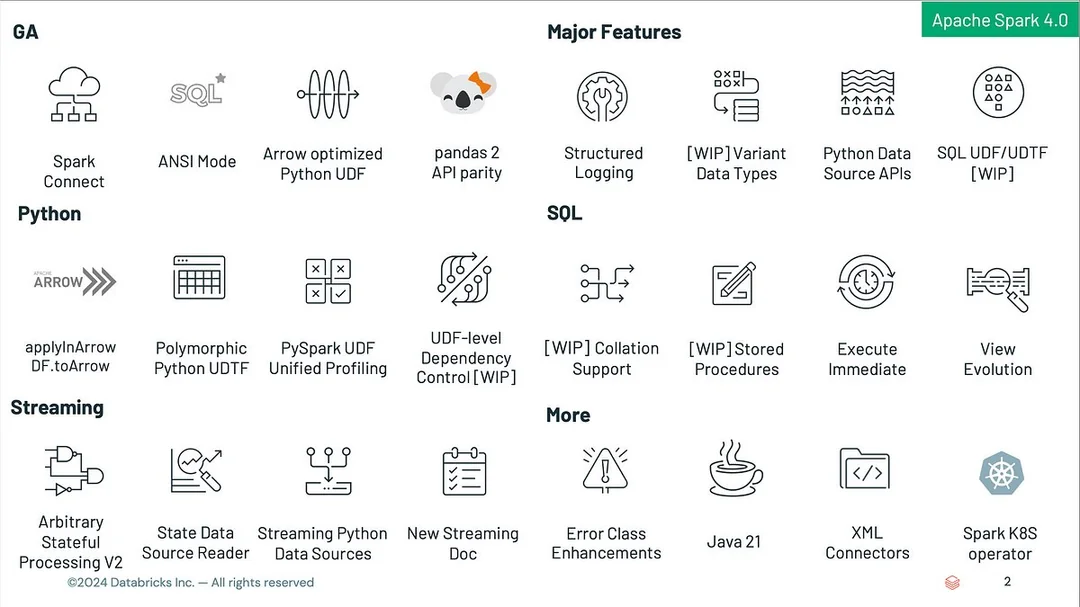 Apache Spark 4.0
GA
SQL
Spark
Connect
ANSI Mode
Arrow optimized
Python UDF
pandas 2
API parity
Major Features
Structured
Logging
[WIP] Variant
Data Types
Python Data
Source APIs
SQL UDF/UDTF
[WIP]
Python
APACHE
ARROW
applyInArrow
DF.toArrow
Polymorphic
Python UDTF
PySpark UDF
Unified Profiling
UDF-level
Dependency
Control [WIP]
SQL
[WIP] Collation
Support
[WIP] Stored
Procedures
Execute
Immediate
View
Evolution
Streaming
Arbitrary
Stateful
Processing V2
State Data
Source Reader
Streaming Python
Data Sources
New Streaming
Doc
More
Error Class
Enhancements
Java 21
</>
XML
Connectors
Spark K8S
operator
©2024 Databricks Inc. — All rights reserved
2